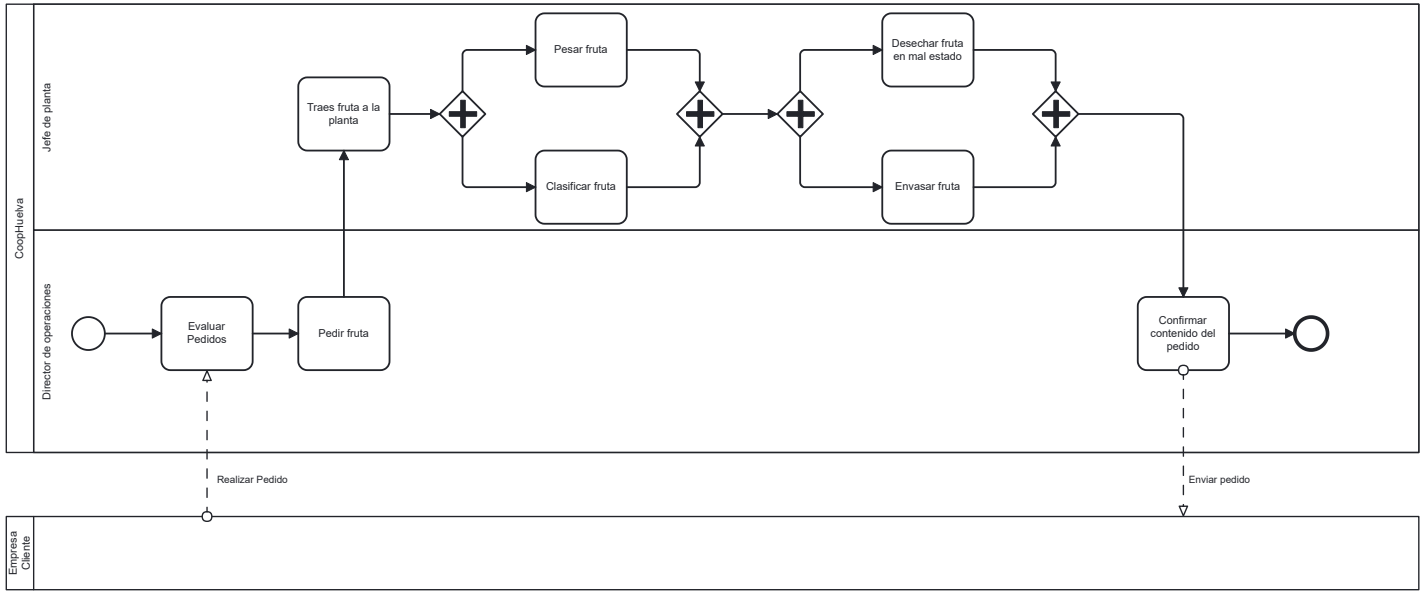 CoopHuelva
Jefe de planta
Pesar fruta
Desechar fruta
en mal estado
Traes fruta a la
planta
Clasificar fruta
Envasar fruta
Director de operaciones
Evaluar
Pedidos
Pedir fruta
Confirmar
contenido del
pedido
Realizar Pedido
Enviar pedido
Empresa
Cliente